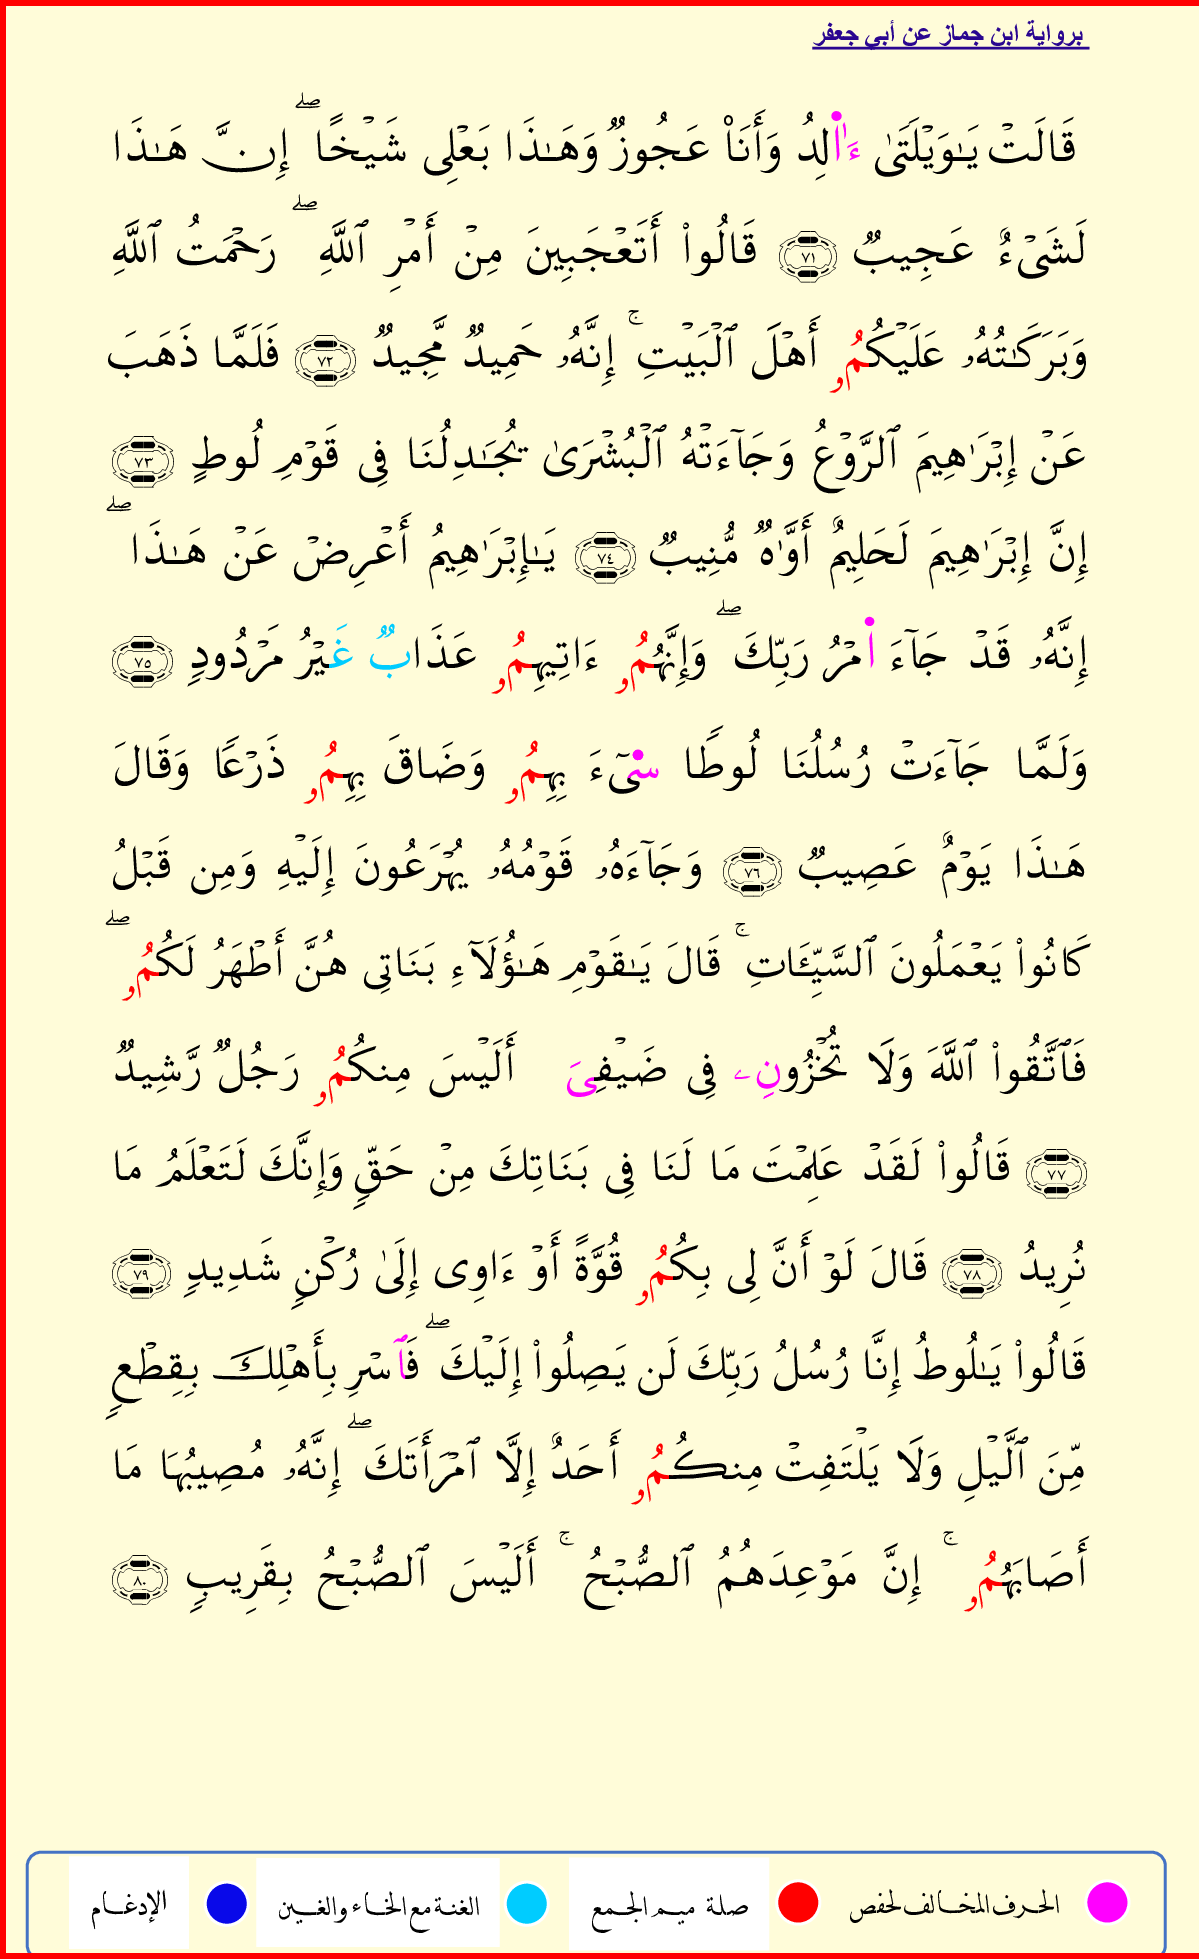 برواية ابن جماز عن أبي جعفر
قَالَتْ يَـٰوَيْلَتَىٰ ءَا۬لِدُ وَأَنَا۠ عَجُوزٌ وَهَـٰذَا بَعْلِى شَيْخًا ۖ إِنَّ هَـٰذَا
لَشَىْءٌ عَجِيبٌ ٧١ قَالُوا۟ أَتَعْجَبِينَ مِنْ أَمْرِ ٱللَّهِ ۖ رَحْمَتُ ٱللَّهِ
وَبَرَكَـٰتُهُۥ عَلَيْكُمُۥ أَهْلَ ٱلْبَيْتِ ۚ إِنَّهُۥ حَمِيدٌ مَّجِيدٌ ٧٢ فَلَمَّا ذَهَبَ
عَنْ إِبْرَٰهِيمَ ٱلرَّوْعُ وَجَآءَتْهُ ٱلْبُشْرَىٰ يُجَـٰدِلُنَا فِى قَوْمِ لُوطٍ ٧٣
إِنَّ إِبْرَٰهِيمَ لَحَلِيمٌ أَوَّٰهٌ مُّنِيبٌ ٧٤ يَـٰإِبْرَٰهِيمُ أَعْرِضْ عَنْ هَـٰذَا ۖ
إِنَّهُۥ قَدْ جَآءَ ا۬مْرُ رَبِّكَ ۖ وَإِنَّهُمُۥ ءَاتِيهِمُۥ عَذَابٌ غَيْرُ مَرْدُودٍ ٧٥
وَلَمَّا جَآءَتْ رُسُلُنَا لُوطًا سِ۬ىٓءَ بِهِمُۥ وَضَاقَ بِهِمُۥ ذَرْعًا وَقَالَ
هَـٰذَا يَوْمٌ عَصِيبٌ ٧٦ وَجَآءَهُۥ قَوْمُهُۥ يُهْرَعُونَ إِلَيْهِ وَمِن قَبْلُ
كَانُوا۟ يَعْمَلُونَ ٱلسَّيِّـَٔاتِ ۚ قَالَ يَـٰقَوْمِ هَـٰؤُلَآءِ بَنَاتِى هُنَّ أَطْهَرُ لَكُمُۥ ۖ
فَٱتَّقُوا۟ ٱللَّهَ وَلَا تُخْزُونِۦ فِى ضَيْفِىَ أَلَيْسَ مِنكُمُۥ رَجُلٌ رَّشِيدٌ
٧٧ قَالُوا۟ لَقَدْ عَلِمْتَ مَا لَنَا فِى بَنَاتِكَ مِنْ حَقٍّ وَإِنَّكَ لَتَعْلَمُ مَا
نُرِيدُ ٧٨ قَالَ لَوْ أَنَّ لِى بِكُمُۥ قُوَّةً أَوْ ءَاوِى إِلَىٰ رُكْنٍ شَدِيدٍ ٧٩
قَالُوا۟ يَـٰلُوطُ إِنَّا رُسُلُ رَبِّكَ لَن يَصِلُوا۟ إِلَيْكَ ۖ فَٱسْرِ بِأَهْلِكَ بِقِطْعٍ
مِّنَ ٱلَّيْلِ وَلَا يَلْتَفِتْ مِنكُمُۥ أَحَدٌ إِلَّا ٱمْرَأَتَكَ ۖ إِنَّهُۥ مُصِيبُهَا مَا
أَصَابَهُمُۥ ۚ إِنَّ مَوْعِدَهُمُ ٱلصُّبْحُ ۚ أَلَيْسَ ٱلصُّبْحُ بِقَرِيبٍ ٨٠
الحرف المخالف لحفص صلة ميم الجمع الغنة مع الخاء والغين الإدغام